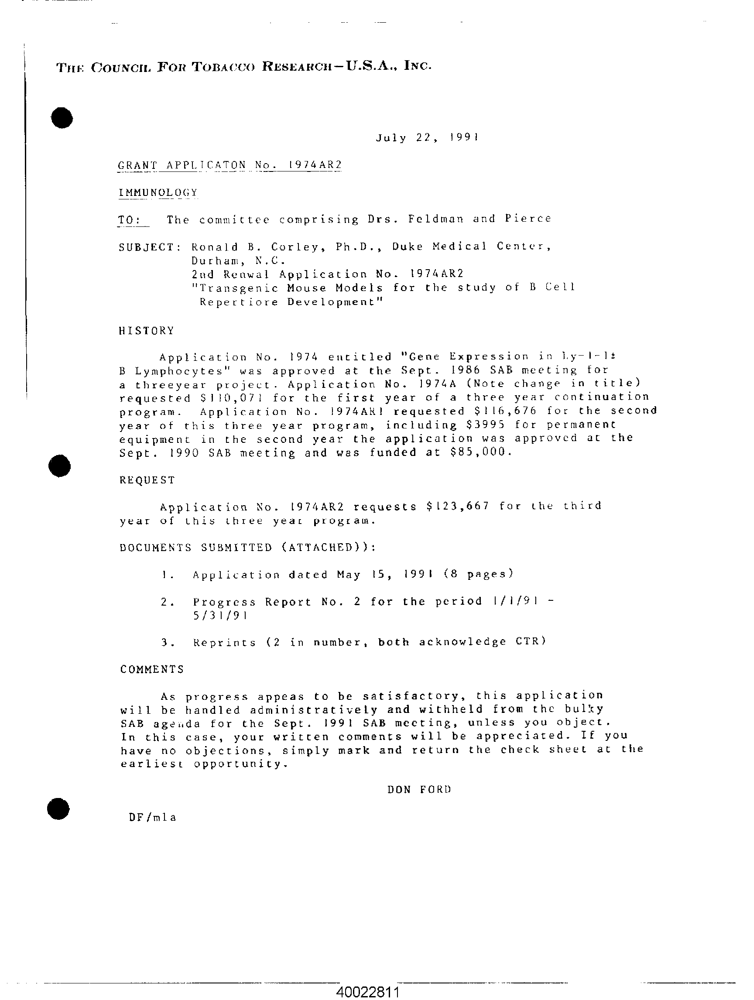 THE COUNCIL FOR TOBACCO RESEARCH-U.S.A., INC.
July 22, 1991
GRANT APPLICATON No. 1974AR2
IMMUNOLOGY
TO: The committee comprising Drs. Feldman and Pierce
SUBJECT: Ronald B. Corley, Ph.D., Duke Medical Center,
Durham, N.C.
2nd Renwal Application No. 1974AR2
"Transgenic Mouse Models for the study of B Cell
Repertiore Development"
HISTORY
Application No. 1974 entitled "Gene Expression in
B Lymphocytes" was approved at the Sept. 1986 SAB meeting for
a threeyear project. Application No. 1974A (Note change in title)
requested $110,071 for the first year of a three year continuation
program. Application No. 1974AR1 requested $116,676 for the second
year of this three year program, including $3995 for permanent
equipment in the second year the application was approved at the
Sept. 1990 SAB meeting and was funded at $85,000.
REQUEST
Application No. 1974AR2 requests $123,667 for the third
year of this three year program.
DOCUMENTS SUBMITTED (ATTACHED)):
1. Application dated May 15, 1991 (8 pages)
2. Progress Report No. 2 for the period 1/1/91 -
5/31/91
3. Reprints (2 in number, both acknowledge CTR)
COMMENTS
As progress appeas to be satisfactory, this application
will be handled administratively and withheld from the bulky
SAB agenda for the Sept. 1991 SAB meeting, unless you object.
In this case, your written comments will be appreciated. If you
have no objections, simply mark and return the check sheet at the
earliest opportunity.
DON FORD
DF/mla
40022811